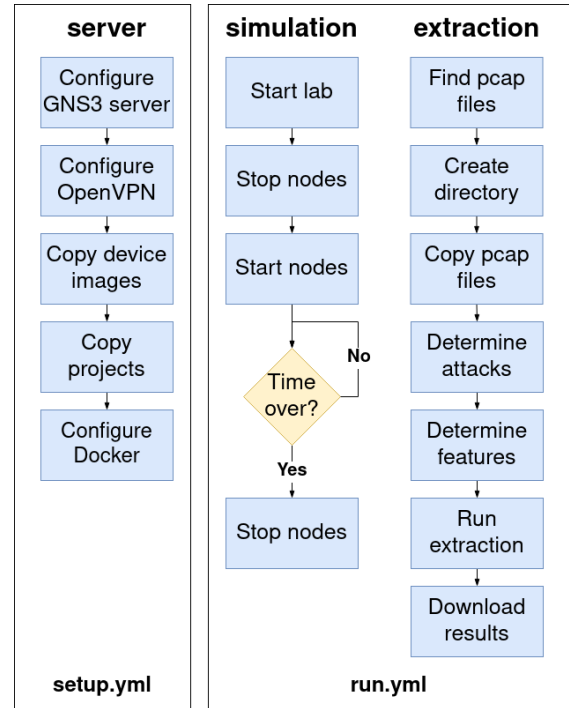 server
Configure
GNS3 server
Configure
OpenVPN
Copy device
images
Copy
projects
Configure
Docker
setup.yml
simulation
Start lab
Stop nodes
Start nodes
No
Time
over?
Yes
Stop nodes
extraction
Find pcap
files
Create
directory
Copy pcap
files
Determine
attacks
Determine
features
Run
extraction
Download
results
run.yml